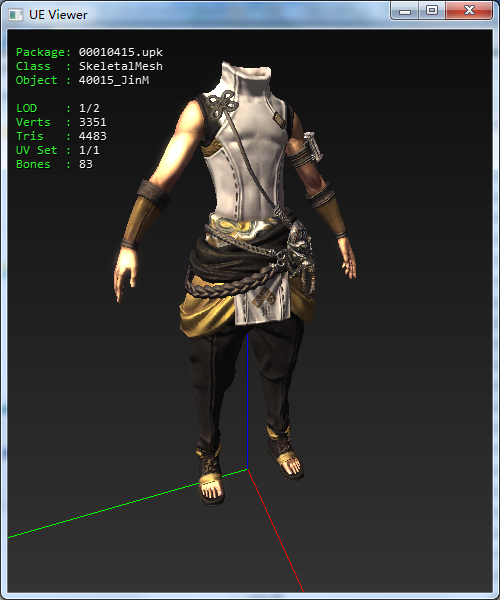 UE Viewer
Package: 00010415.upk
Class : SkeletalMesh
Object : 40015_JinM
LOD : 1/2
Verts : 3351
Tris : 4483
UV Set : 1/1
Bones : 83